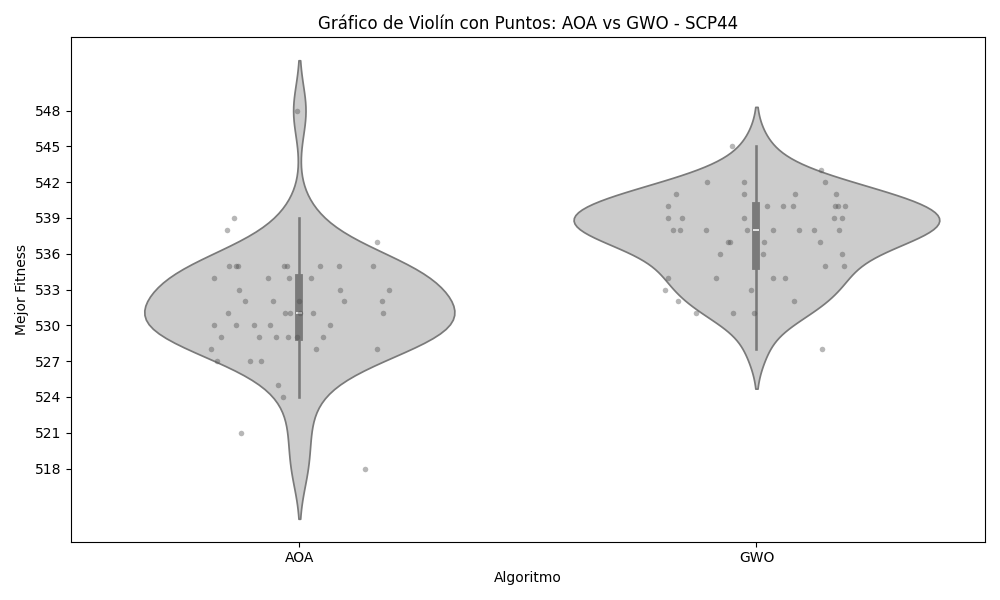 Gráfico de Violín con Puntos: AOA vs GWO - SCP44
Mejor Fitness
548
545
542
539
536
533
530
527
524
521
518
AOA
GWO
Algoritmo